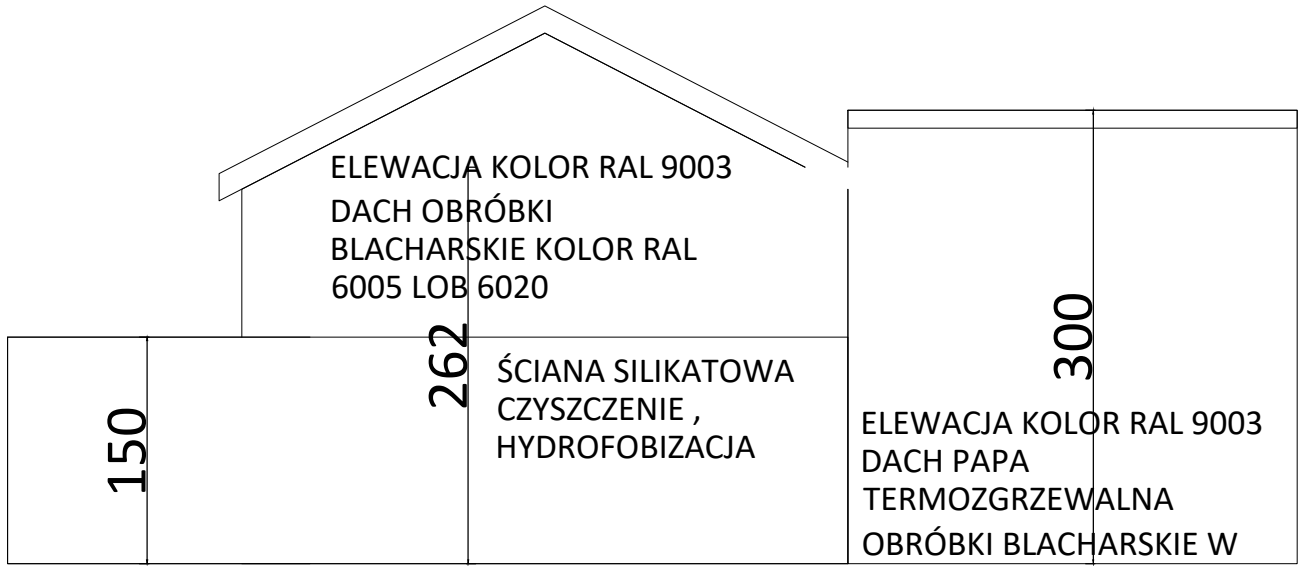 ELEWACJA KOLOR RAL 9003
DACH OBRÓBKI
BLACHARSKIE KOLOR RAL
6005 LOB 6020
262
ŚCIANA SILIKATOWA
CZYSZCZENIE ,
HYDROFOBIZACJA
150
300
ELEWACJA KOLOR RAL 9003
DACH PAPA
TERMOZGRZEWALNA
OBRÓBKI BLACHARSKIE W